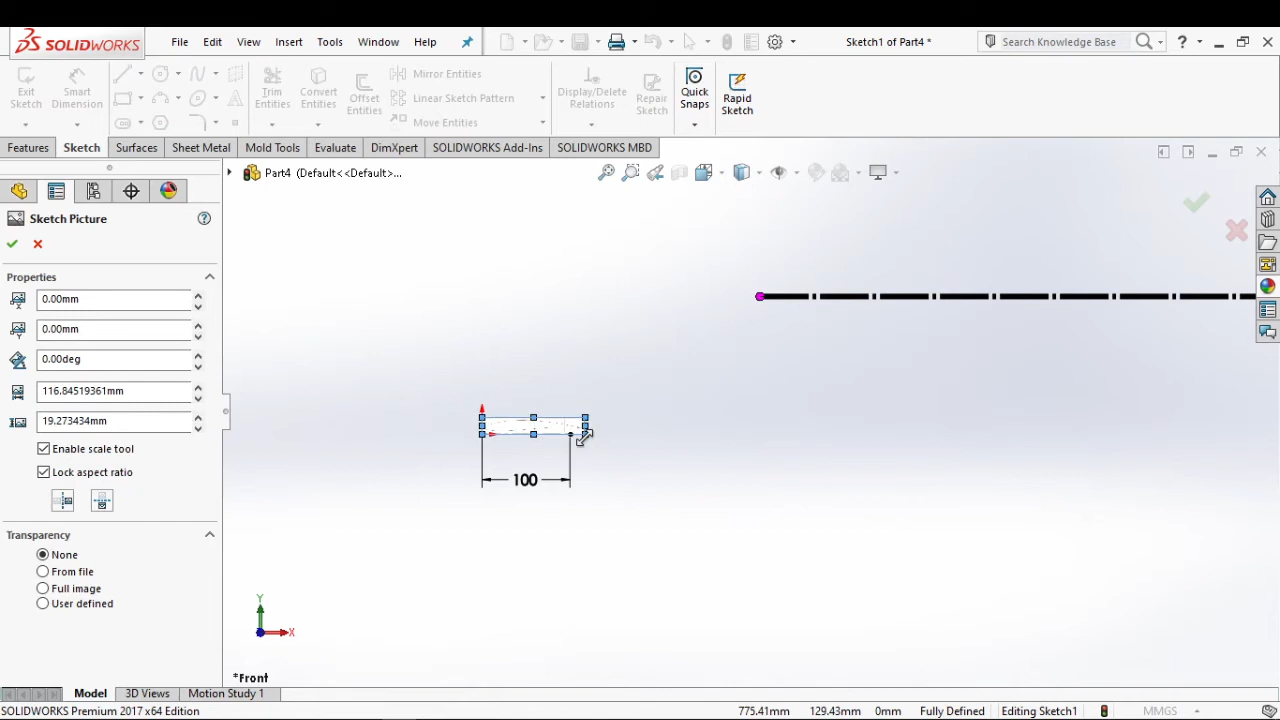 SOLIDWORKS File Edit View Insert Tools Window Help Sketch1 of Part4 * Search Knowledge Base ?
Exit Sketch Smart Dimension Trim Entities Convert Entities Offset Entities Mirror Entities Linear Sketch Pattern Move Entities Display/Delete Relations Repair Sketch Quick Snaps Rapid Sketch
Features Sketch Surfaces Sheet Metal Mold Tools Evaluate DimXpert SOLIDWORKS Add-Ins SOLIDWORKS MBD
Part4 (Default<<Default>...
Sketch Picture ?
Properties
0.00mm
0.00mm
0.00deg
116.84519361mm
19.273434mm
Enable scale tool
Lock aspect ratio
100
Transparency
None
From file
Full image
User defined
Y
X
*Front
Model 3D Views Motion Study 1
SOLIDWORKS Premium 2017 x64 Edition 775.41mm 129.43mm 0mm Fully Defined Editing Sketch1 MMGS